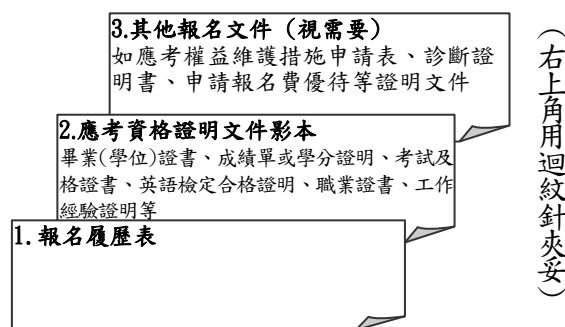 3.其他報名文件（視需要）
如應考權益維護措施申請表、診斷證
明書、申請報名費優待等證明文件
2.應考資格證明文件影本
畢業(學位)證書、成績單或學分證明、考試及
格證書、英語檢定合格證明、職業證書、工作
經驗證明等
1.報名履歷表
（右上角用迴紋針夾妥）